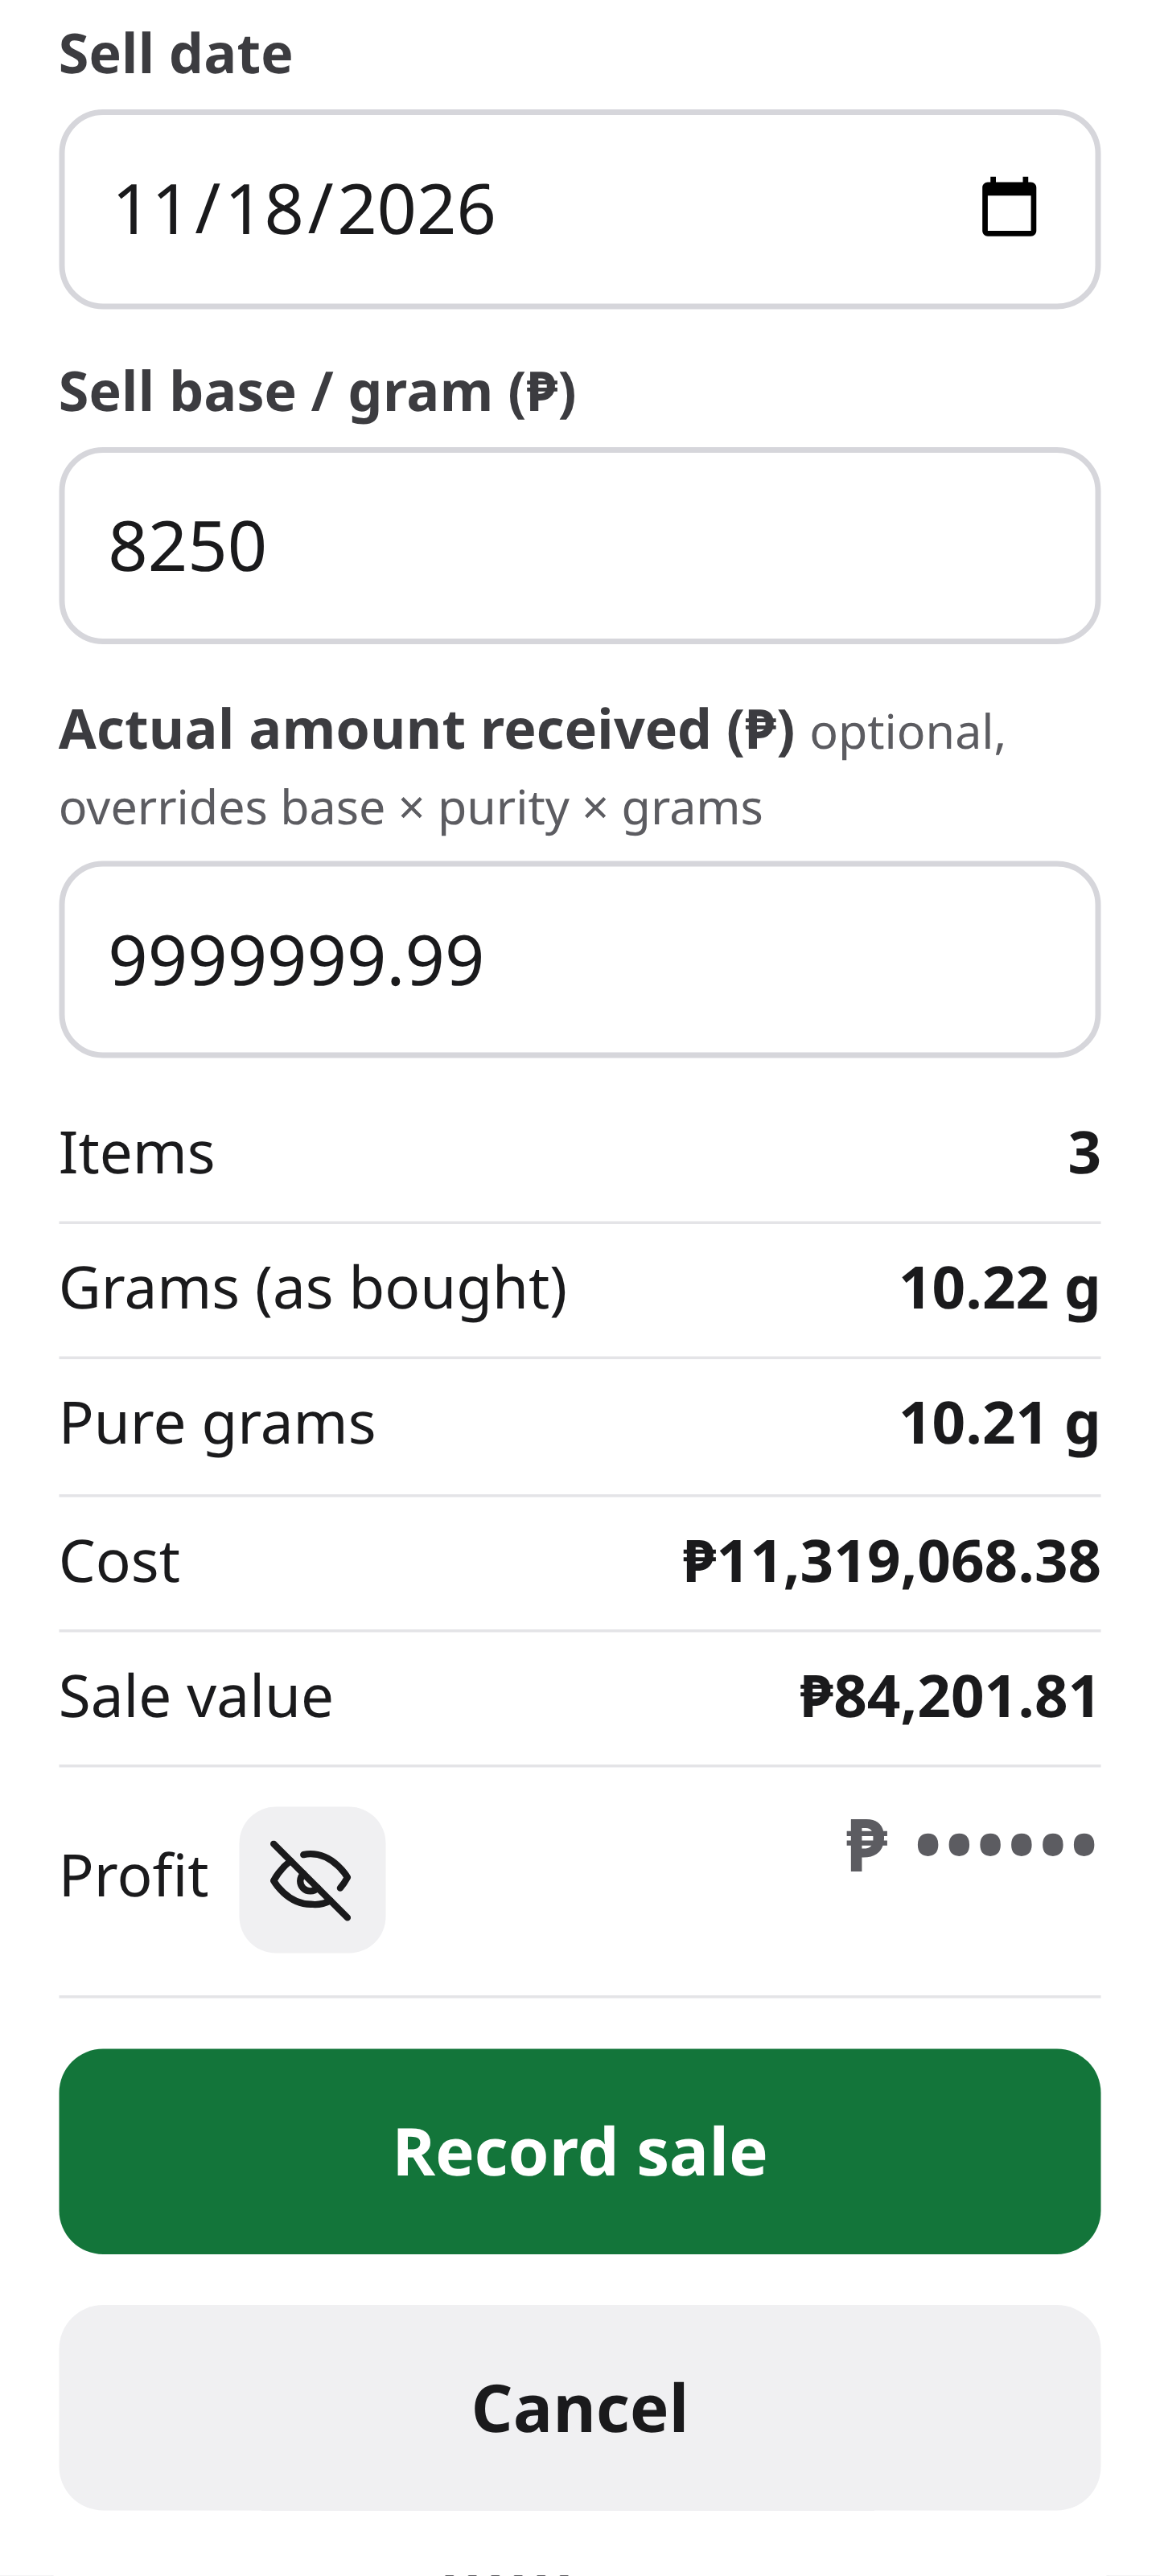 Sell date
11/18/2026
Sell base / gram (₱)
8250
Actual amount received (₱) optional,
overrides base × purity × grams
9999999.99
Items 3
Grams (as bought) 10.22 g
Pure grams 10.21 g
Cost ₱11,319,068.38
Sale value ₱84,201.81
Profit ₱ ••••••
Record sale
Cancel